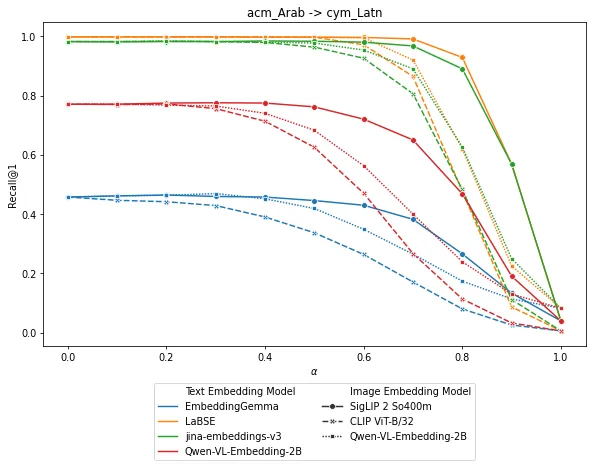 acm_Arab -> cym_Latn
Recall@1
1.0
0.8
0.6
0.4
0.2
0.0
0.0 0.2 0.4 0.6 0.8 1.0
α
Text Embedding Model
EmbeddingGemma
LaBSE
jina-embeddings-v3
Qwen-VL-Embedding-2B
Image Embedding Model
SigLIP 2 So400m
CLIP ViT-B/32
Qwen-VL-Embedding-2B